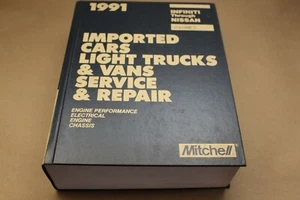 1991
INFINITI
Through
NISSAN
IMPORTED
CARS
LIGHT TRUCKS
& VANS
SERVICE
& REPAIR
ENGINE PERFORMANCE
ELECTRICAL
ENGINE
CHASSIS
Mitchell